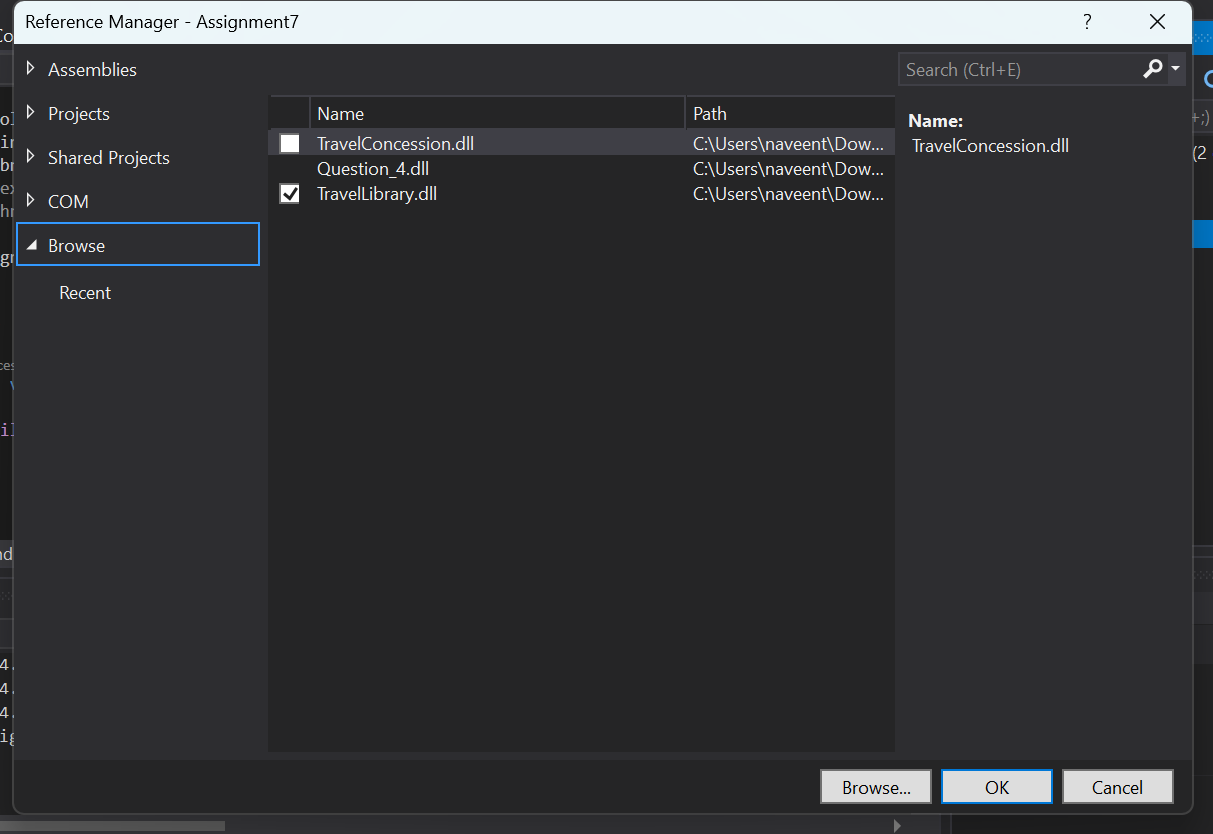 Reference Manager - Assignment7
?
Assemblies
Search (Ctrl+E)
Projects
Shared Projects
COM
Browse
Recent
Name Path
TravelConcession.dll C:\Users\naveent\Dow...
Question_4.dll C:\Users\naveent\Dow...
TravelLibrary.dll C:\Users\naveent\Dow...
Name:
TravelConcession.dll
Browse... OK Cancel